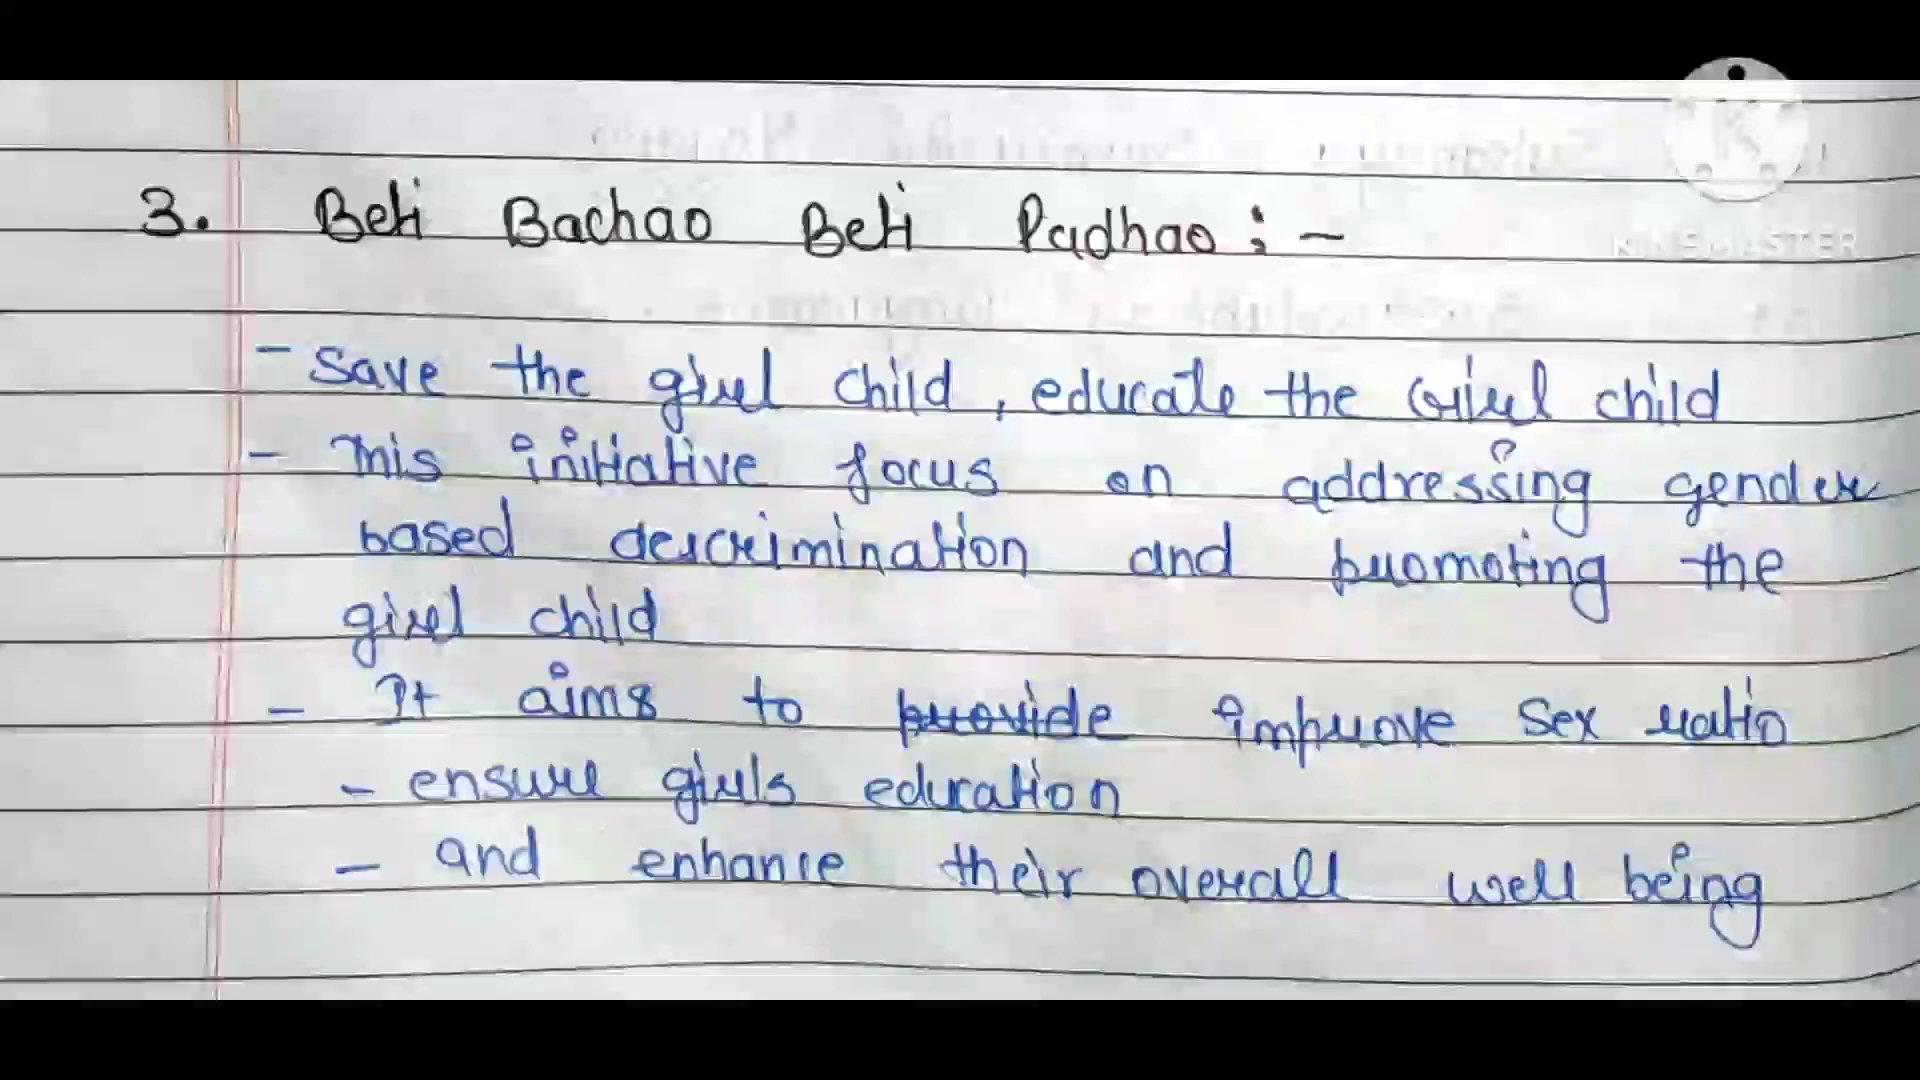 3. Beti Bachao Beti Padhao :-
- Save the girl child, educate the Girl child
- This initiative focus on addressing gender
based descrimination and promoting the
girl child
- It aims to provide improve sex ratio
- ensure girls education
- and enhance their overall well being
KINEMASTER